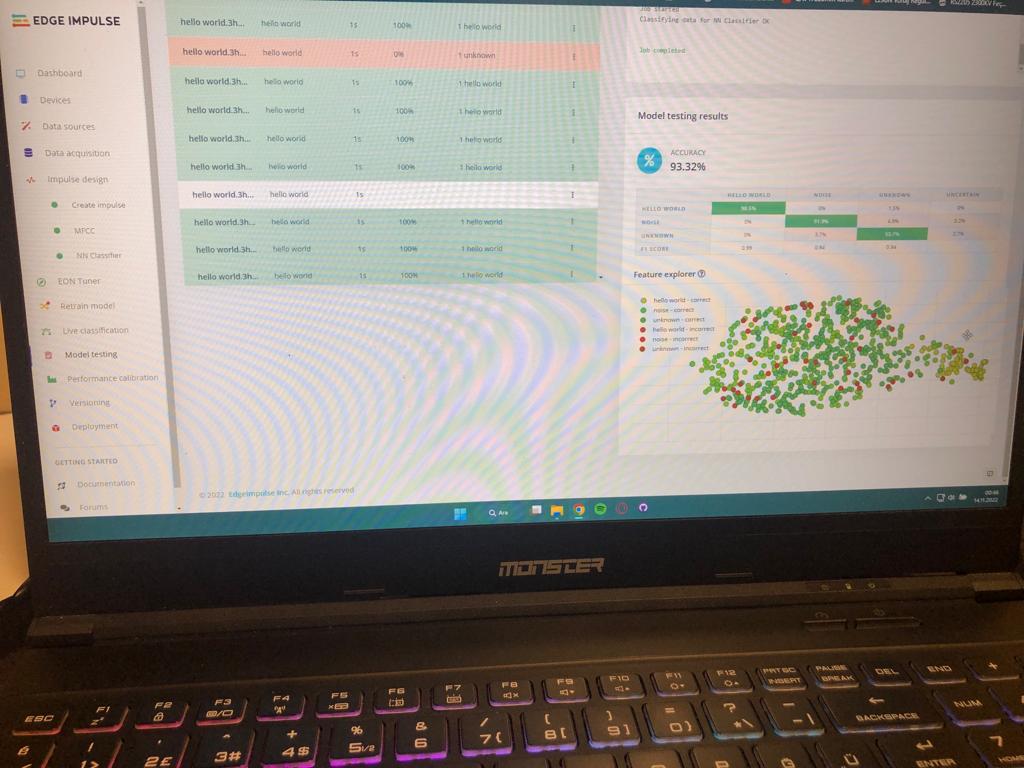 EDGE IMPULSE
Dashboard
Devices
Data sources
Data acquisition
Impulse design
Create impulse
MFCC
NN Classifier
EON Tuner
Retrain model
Live classification
Model testing
Performance calibration
Versioning
Deployment
GETTING STARTED
Documentation
Forums
hello world.3h... hello world 1s 100% 1 hello world
hello world.3h... hello world 1s 0% 1 unknown
hello world.3h... hello world 1s 100% 1 hello world
hello world.3h... hello world 1s 100% 1 hello world
hello world.3h... hello world 1s 100% 1 hello world
hello world.3h... hello world 1s 100% 1 hello world
hello world.3h... hello world 1s
hello world.3h... hello world 1s 100% 1 hello world
hello world.3h... hello world 1s 100% 1 hello world
hello world.3h... hello world 1s 100% 1 hello world
© 2022 EdgeImpulse Inc. All rights reserved
Job started
Classifying data for NN Classifier OK
Job completed
Model testing results
% ACCURACY
93.32%
HELLO WORLD NOISE UNKNOWN UNCERTAIN
HELLO WORLD 98.5% 0% 1.5% 0%
NOISE 0% 91.9% 4.9% 3.2%
UNKNOWN 0% 3.7% 93.7% 2.7%
F1 SCORE 0.99 0.94 0.94
Feature explorer ?
hello world - correct
noise - correct
unknown - correct
hello world - incorrect
noise - incorrect
unknown - incorrect
Ara
14.11.2022
MONSTER
ESC F1 F2 F3 F4 F5 F6 F7 F8 F9 F10 F11 F12 PRTSC INSERT PAUSE BREAK DEL END +
! 1 > ' 2 £ ^ 3 # + 4 $ % 5 1/2 & 6 / 7 { ( 8 [ ) 9 ] = 0 } ? * \ _ - BACKSPACE NUM
Ü ENTER 7 HOME